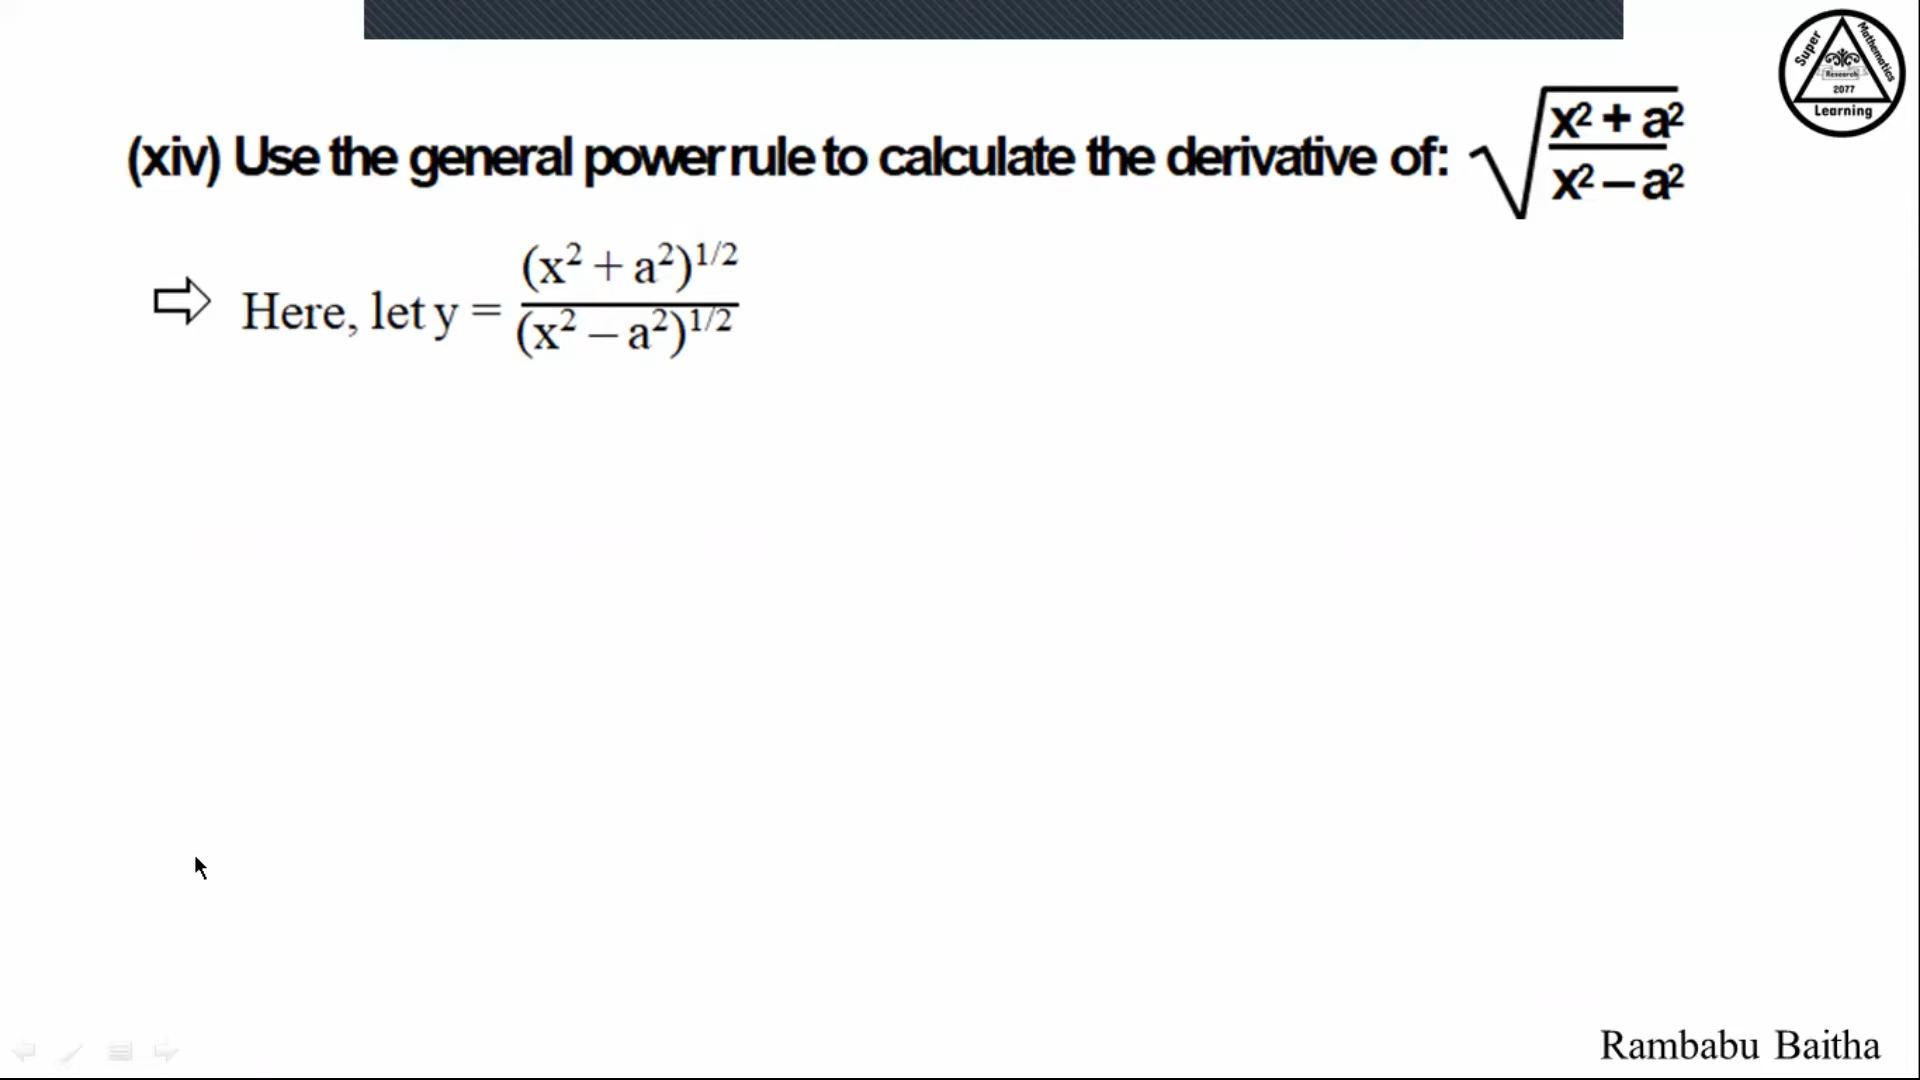 Super Mathematics
Research
2077
Learning
(xiv) Use the general power rule to calculate the derivative of: √((x² + a²)/(x² – a²))
⇨ Here, let y = (x² + a²)^1/2 / (x² – a²)^1/2
Rambabu Baitha